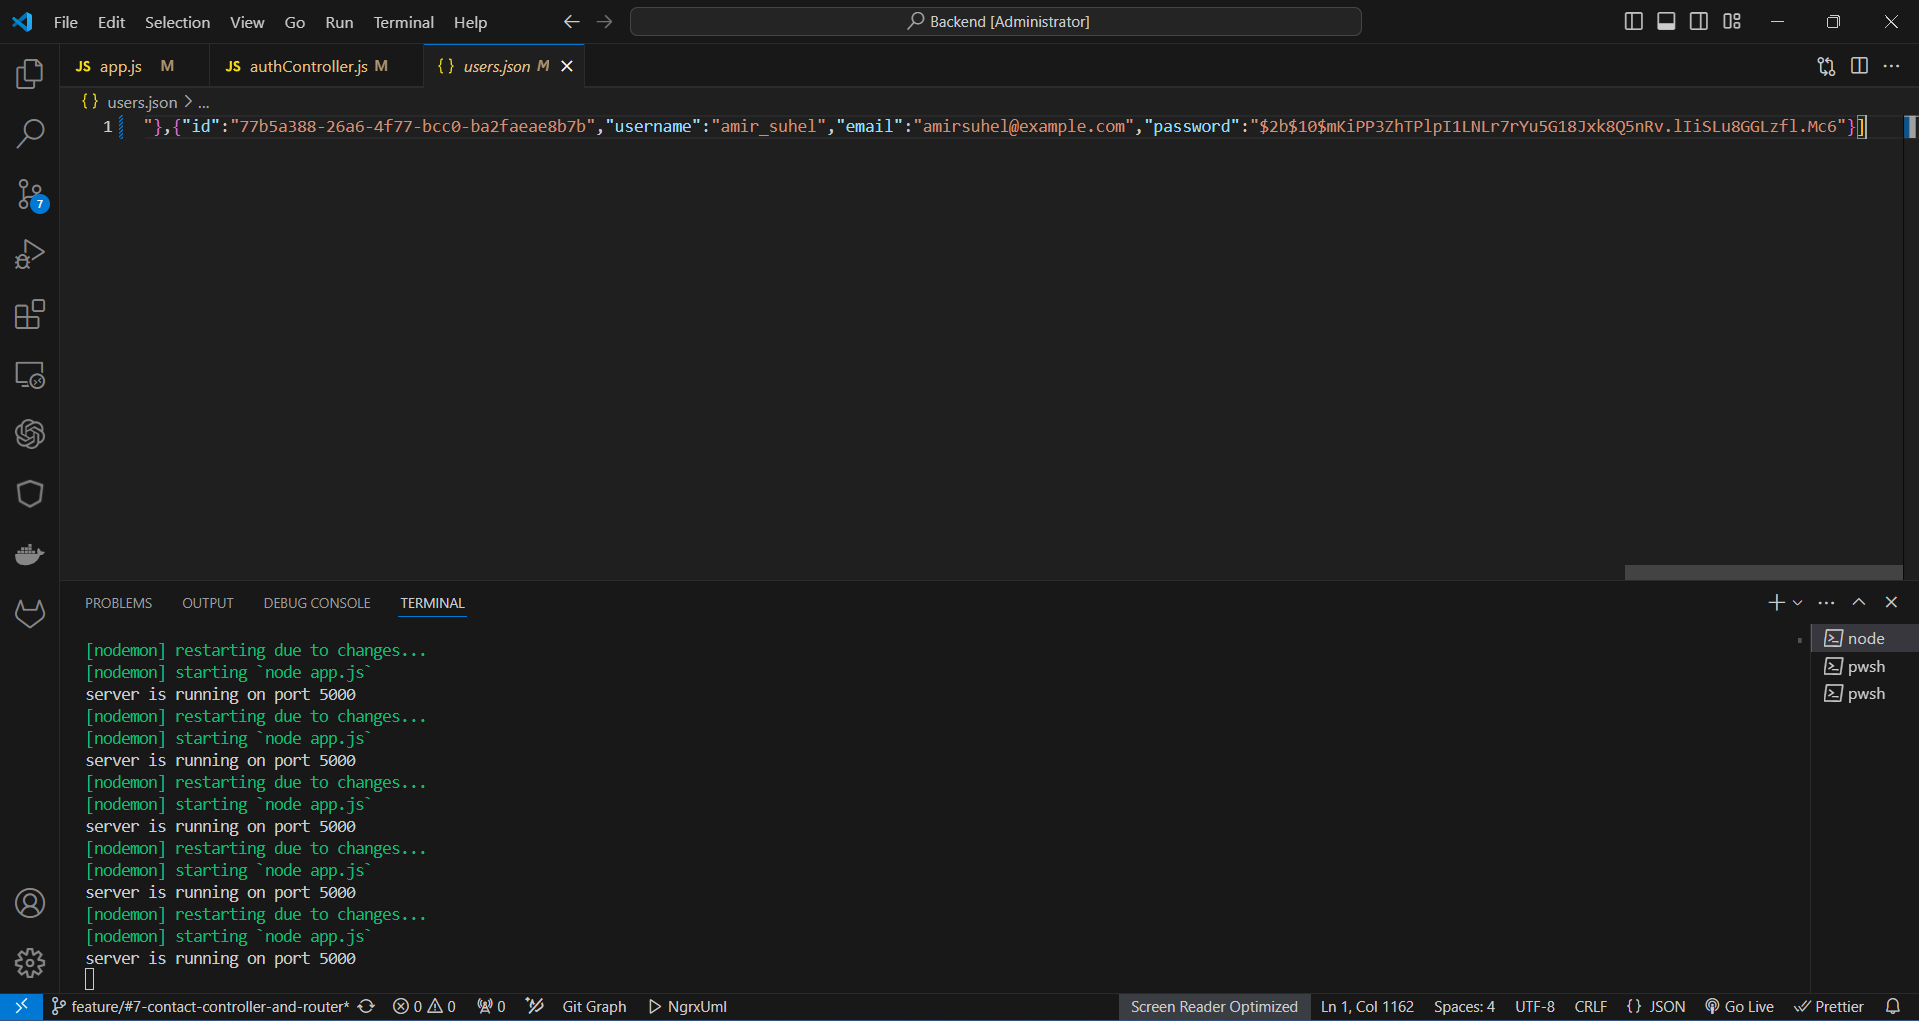 File Edit Selection View Go Run Terminal Help
Backend [Administrator]
JS app.js M
JS authController.js M
{} users.json M
{} users.json > ...
1 "},{"id":"77b5a388-26a6-4f77-bcc0-ba2faeae8b7b","username":"amir_suhel","email":"amirsuhel@example.com","password":"$2b$10$mKiPP3ZhTPlpI1LNLr7rYu5G18Jxk8Q5nRv.lIiSLu8GGLzfl.Mc6"}]
7
PROBLEMS OUTPUT DEBUG CONSOLE TERMINAL
[nodemon] restarting due to changes...
[nodemon] starting `node app.js`
server is running on port 5000
[nodemon] restarting due to changes...
[nodemon] starting `node app.js`
server is running on port 5000
[nodemon] restarting due to changes...
[nodemon] starting `node app.js`
server is running on port 5000
[nodemon] restarting due to changes...
[nodemon] starting `node app.js`
server is running on port 5000
[nodemon] restarting due to changes...
[nodemon] starting `node app.js`
server is running on port 5000
node
pwsh
pwsh
feature/#7-contact-controller-and-router* 0 0 0 Git Graph NgrxUml
Screen Reader Optimized Ln 1, Col 1162 Spaces: 4 UTF-8 CRLF {} JSON Go Live Prettier